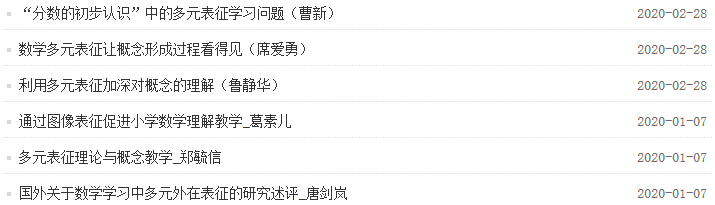 “分数的初步认识”中的多元表征学习问题（曹新） 2020-02-28
数学多元表征让概念形成过程看得见（席爱勇） 2020-02-28
利用多元表征加深对概念的理解（鲁静华） 2020-02-28
通过图像表征促进小学数学理解教学_葛素儿 2020-01-07
多元表征理论与概念教学_郑毓信 2020-01-07
国外关于数学学习中多元外在表征的研究述评_唐剑岚 2020-01-07